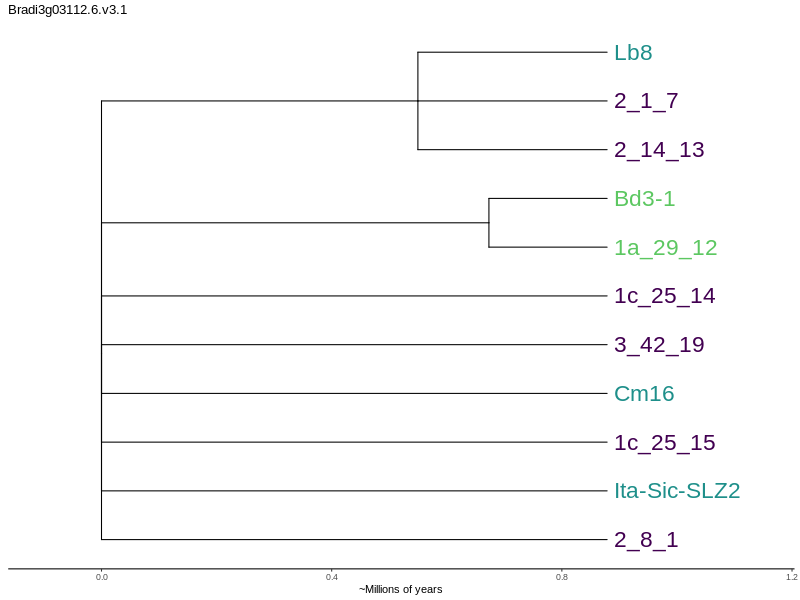 Bradi3g03112.6.v3.1
Lb8
2_1_7
2_14_13
Bd3-1
1a_29_12
1c_25_14
3_42_19
Cm16
1c_25_15
Ita-Sic-SLZ2
2_8_1
0.0 0.4 0.8 1.2
~Millions of years